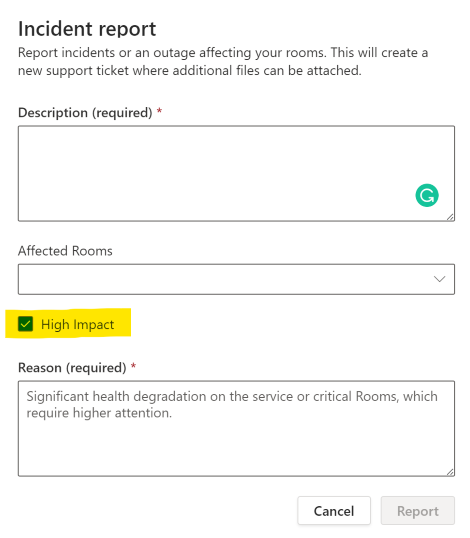 Incident report
Report incidents or an outage affecting your rooms. This will create a
new support ticket where additional files can be attached.
Description (required) *
Affected Rooms
High Impact
Reason (required) *
Significant health degradation on the service or critical Rooms, which
require higher attention.
Cancel
Report